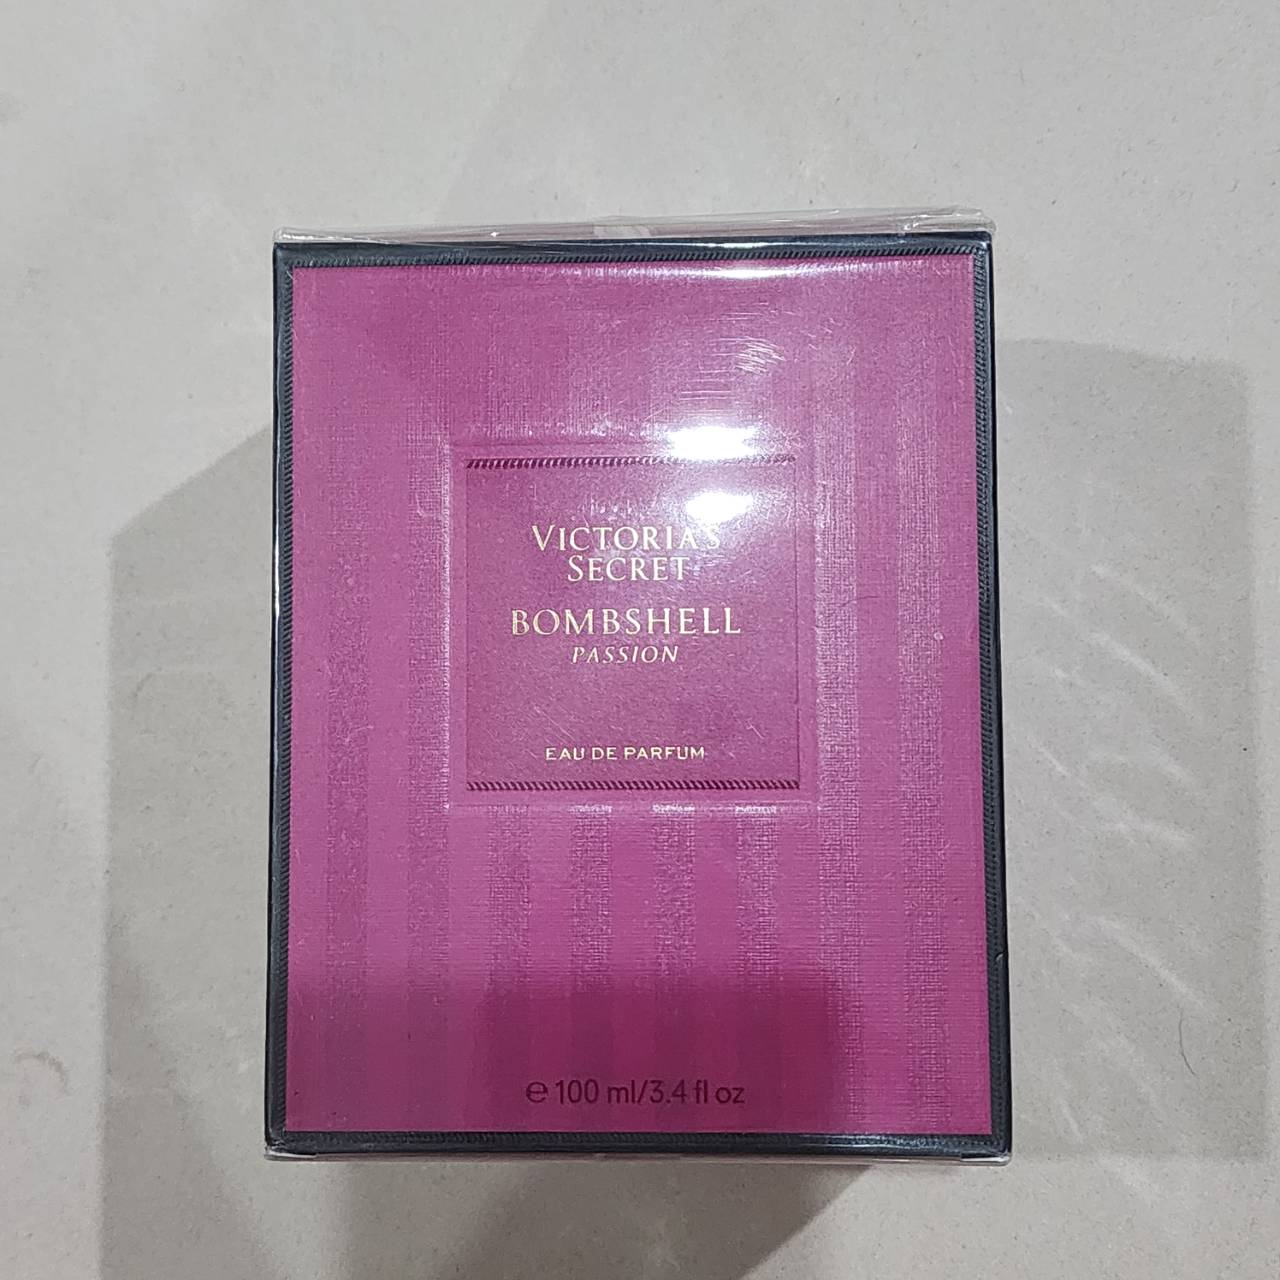 VICTORIA'S
SECRET
BOMBSHELL
PASSION
EAU DE PARFUM
℮ 100 ml/3.4 fl oz